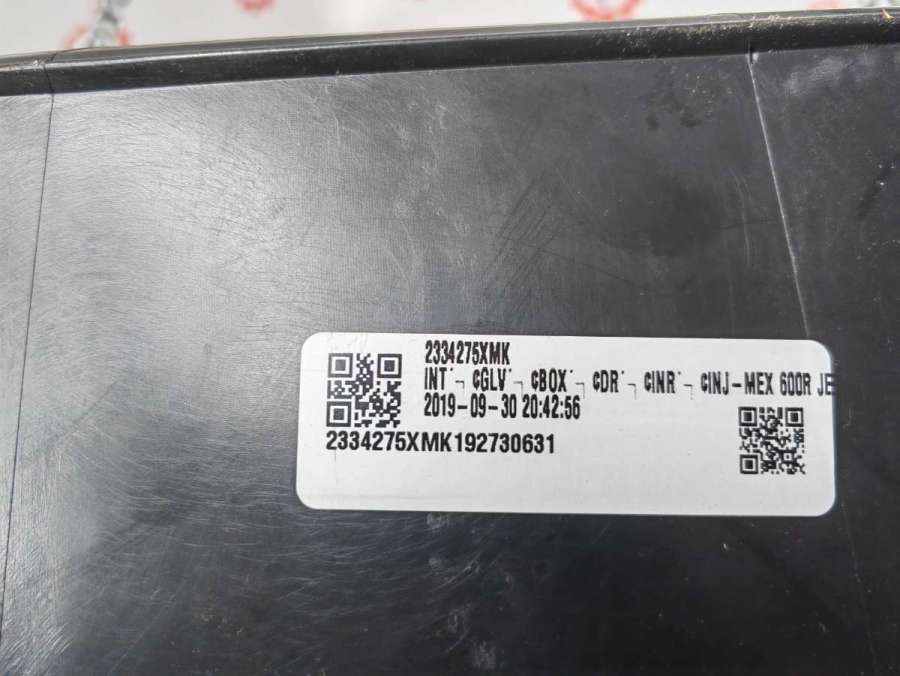 2334275XMK
INT˙¬ ¢GLV˙¬ ¢BOX˙¬ ¢DR˙¬ ¢INR˙¬ ¢INJ-MEX 600R JE
2019-09-30 20:42:56
2334275XMK192730631